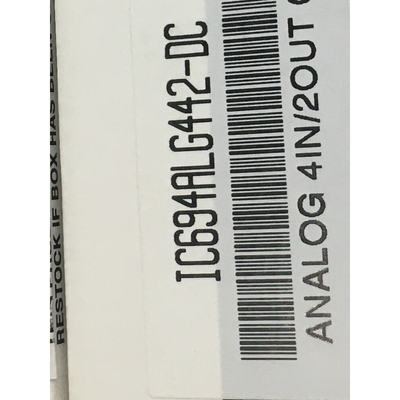 RESTOCK IF BOX HAS BEEN
IC694ALG442-DC
ANALOG 4IN/2OUT